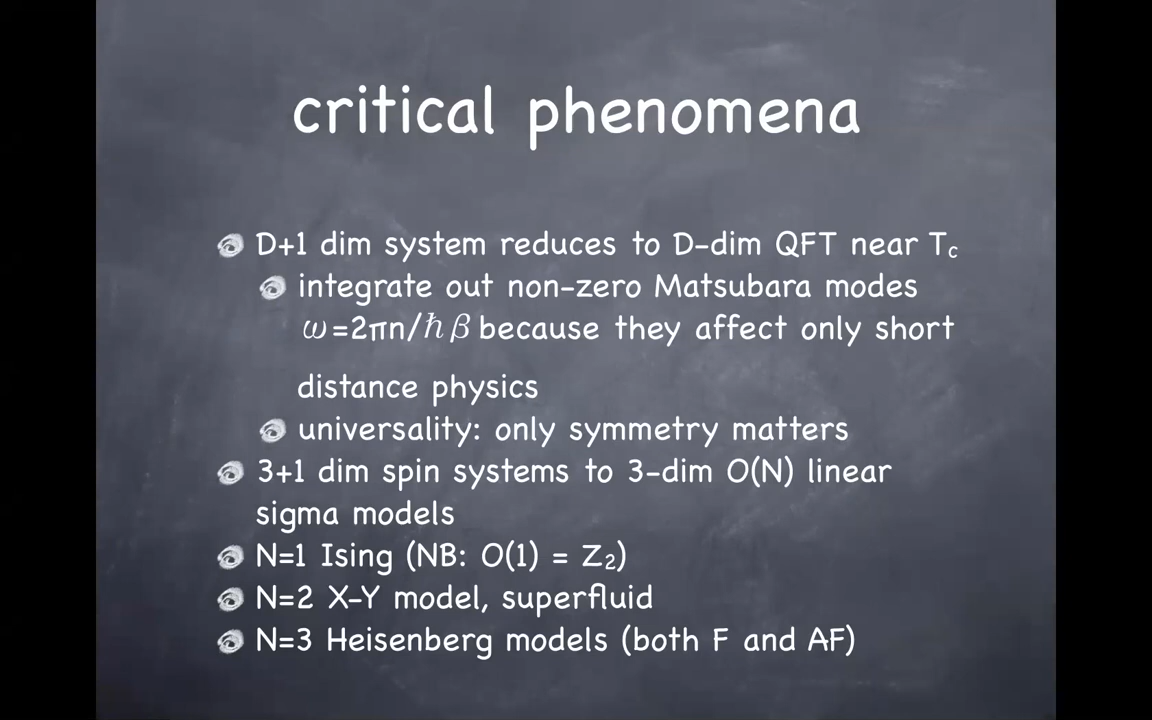 critical phenomena
D+1 dim system reduces to D-dim QFT near Tc
integrate out non-zero Matsubara modes
ω=2πn/ℏβ because they affect only short
distance physics
universality: only symmetry matters
3+1 dim spin systems to 3-dim O(N) linear
sigma models
N=1 Ising (NB: O(1) = Z₂)
N=2 X-Y model, superfluid
N=3 Heisenberg models (both F and AF)